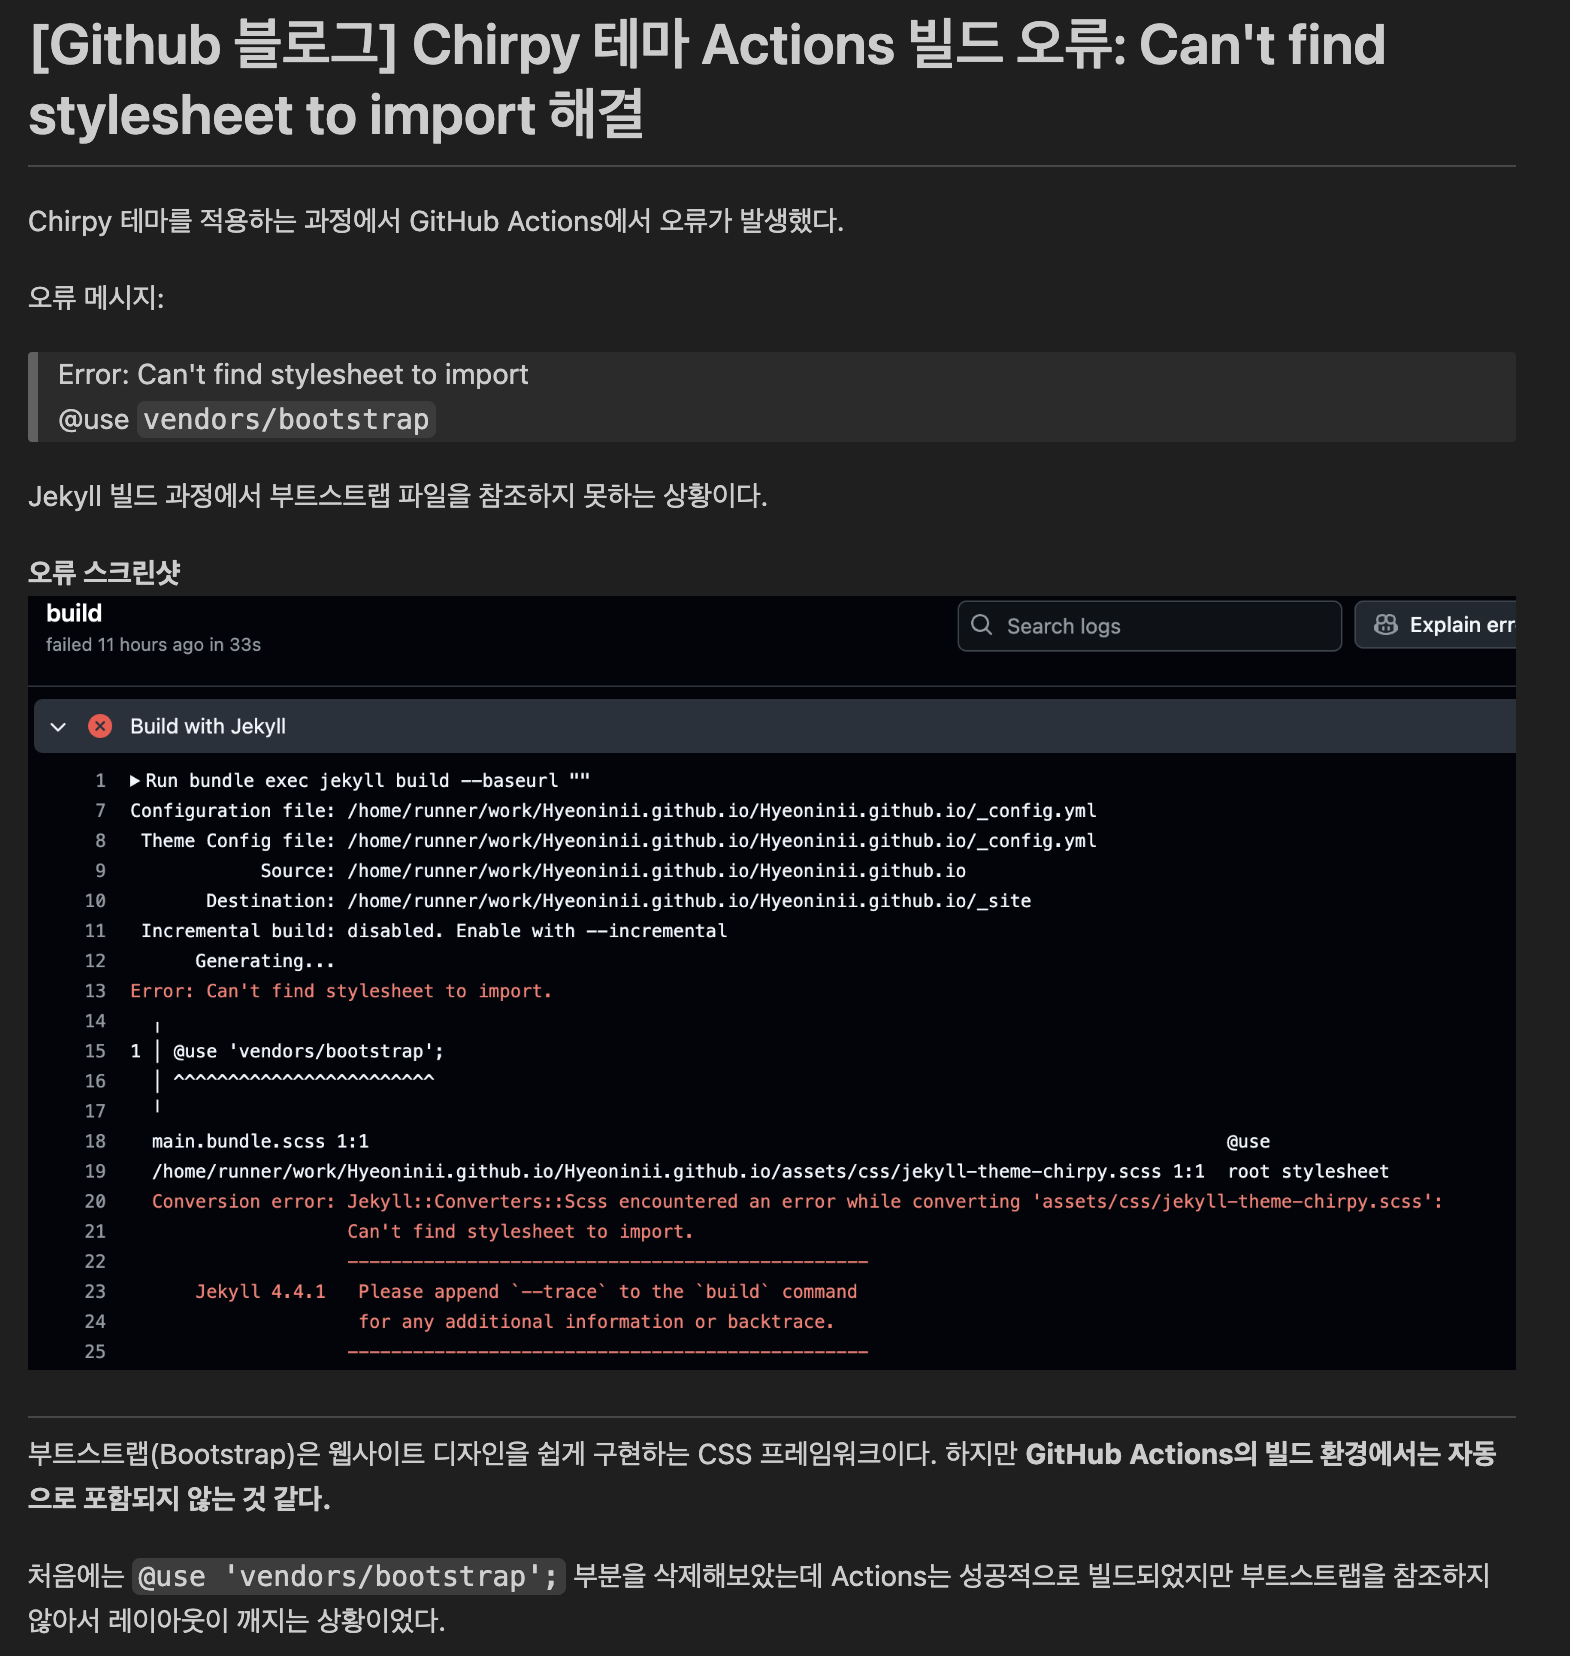 [Github 블로그] Chirpy 테마 Actions 빌드 오류: Can't find
stylesheet to import 해결
Chirpy 테마를 적용하는 과정에서 GitHub Actions에서 오류가 발생했다.
오류 메시지:
Error: Can't find stylesheet to import
@use vendors/bootstrap
Jekyll 빌드 과정에서 부트스트랩 파일을 참조하지 못하는 상황이다.
오류 스크린샷
build
failed 11 hours ago in 33s
Search logs
Explain err
Build with Jekyll
1 ▶Run bundle exec jekyll build --baseurl ""
7 Configuration file: /home/runner/work/Hyeoninii.github.io/Hyeoninii.github.io/_config.yml
8 Theme Config file: /home/runner/work/Hyeoninii.github.io/Hyeoninii.github.io/_config.yml
9 Source: /home/runner/work/Hyeoninii.github.io/Hyeoninii.github.io
10 Destination: /home/runner/work/Hyeoninii.github.io/Hyeoninii.github.io/_site
11 Incremental build: disabled. Enable with --incremental
12 Generating...
13 Error: Can't find stylesheet to import.
14 ╷
15 1 │ @use 'vendors/bootstrap';
16 │ ^^^^^^^^^^^^^^^^^^^^^^^^
17 ╵
18 main.bundle.scss 1:1 @use
19 /home/runner/work/Hyeoninii.github.io/Hyeoninii.github.io/assets/css/jekyll-theme-chirpy.scss 1:1 root stylesheet
20 Conversion error: Jekyll::Converters::Scss encountered an error while converting 'assets/css/jekyll-theme-chirpy.scss':
21 Can't find stylesheet to import.
22 ------------------------------------------------
23 Jekyll 4.4.1 Please append `--trace` to the `build` command
24 for any additional information or backtrace.
25 ------------------------------------------------
부트스트랩(Bootstrap)은 웹사이트 디자인을 쉽게 구현하는 CSS 프레임워크이다. 하지만 GitHub Actions의 빌드 환경에서는 자동
으로 포함되지 않는 것 같다.
처음에는 @use 'vendors/bootstrap'; 부분을 삭제해보았는데 Actions는 성공적으로 빌드되었지만 부트스트랩을 참조하지
않아서 레이아웃이 깨지는 상황이었다.